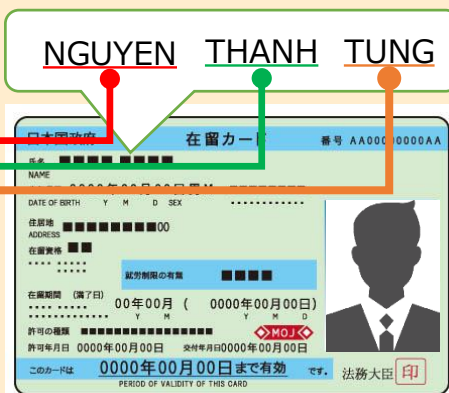 NGUYEN THANH TUNG
日本国政府 在留カード 番号 AA00000000AA
氏名 ■■■■ ■■■■
NAME
0000年00月00日
DATE OF BIRTH Y M D SEX
住居地 ■■■■■■■■00
ADDRESS
在留資格 ■■
就労制限の有無 ■■■■
在留期間 (満了日) 00年00月 ( 0000年00月00日)
Y M Y M D
許可の種類 ■■■■■■■■■■■■■■■■ MOJ
許可年月日 0000年00月00日 交付年月日0000年00月00日
このカードは 0000年00月00日まで有効 です。 法務大臣 印
PERIOD OF VALIDITY OF THIS CARD